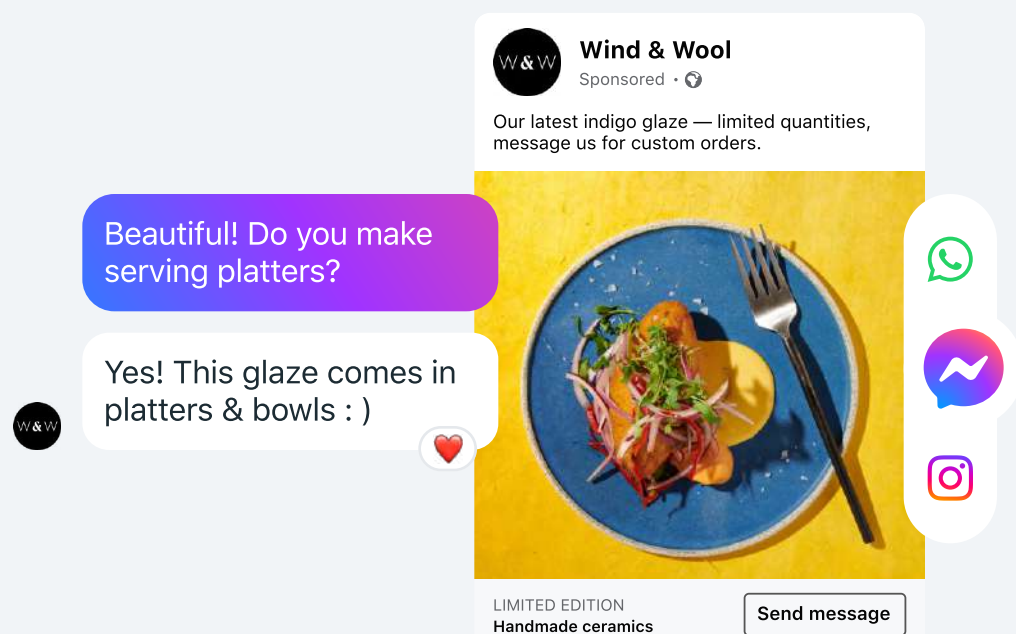 W&W
Wind & Wool
Sponsored ·
Our latest indigo glaze — limited quantities,
message us for custom orders.
Beautiful! Do you make
serving platters?
Yes! This glaze comes in
platters & bowls : )
W&W
LIMITED EDITION
Handmade ceramics
Send message